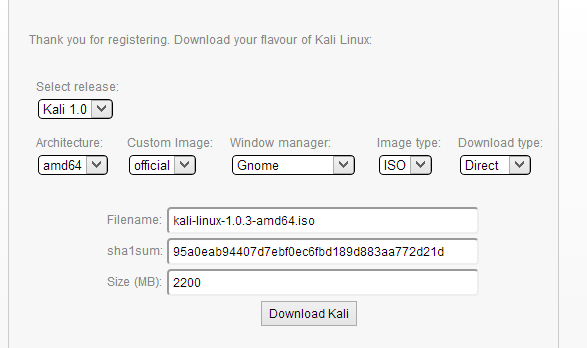 Thank you for registering. Download your flavour of Kali Linux:
Select release:
Kali 1.0
Architecture: Custom Image: Window manager: Image type: Download type:
amd64 official Gnome ISO Direct
Filename: kali-linux-1.0.3-amd64.iso
sha1sum: 95a0eab94407d7ebf0ec6fbd189d883aa772d21d
Size (MB): 2200
Download Kali